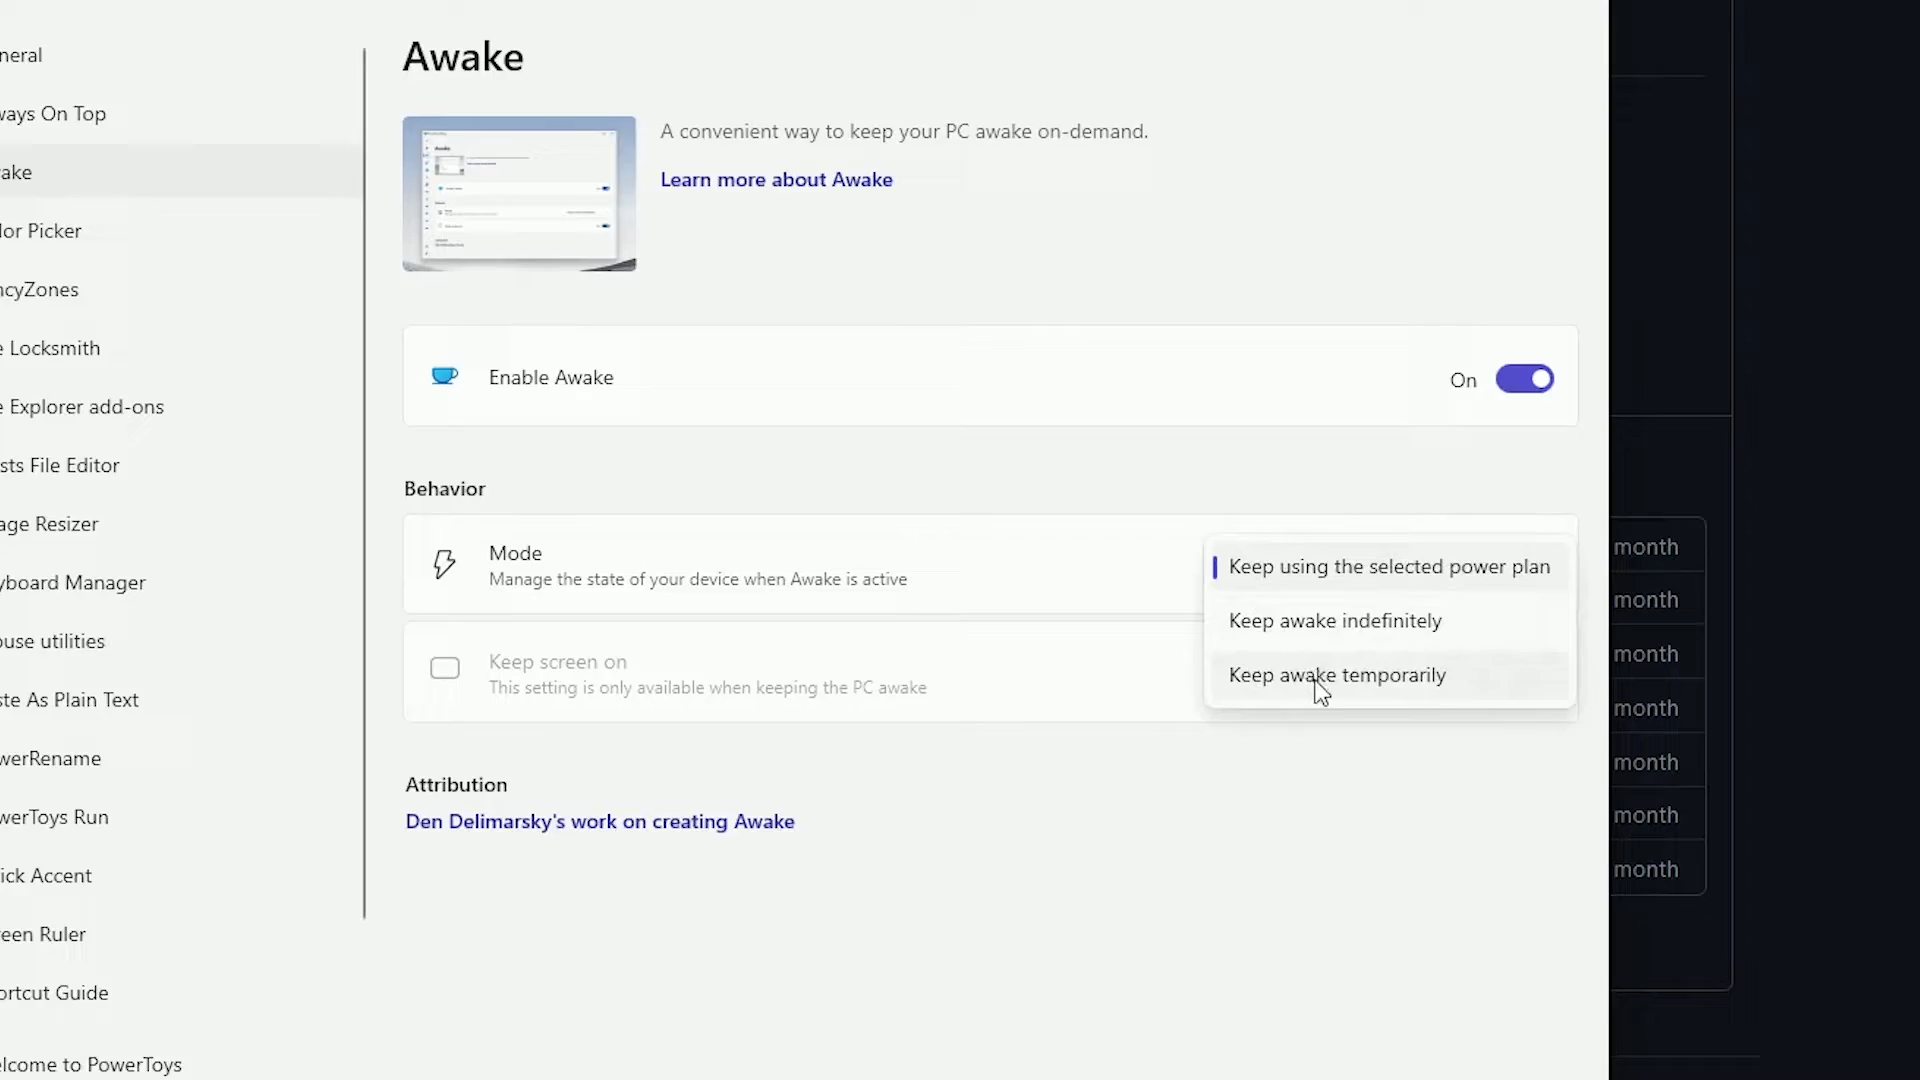 neral
ways On Top
ake
lor Picker
ncyZones
e Locksmith
e Explorer add-ons
sts File Editor
age Resizer
yboard Manager
ouse utilities
ste As Plain Text
werRename
werToys Run
ick Accent
een Ruler
ortcut Guide
elcome to PowerToys
Awake
A convenient way to keep your PC awake on-demand.
Learn more about Awake
Enable Awake
On
Behavior
Mode
Manage the state of your device when Awake is active
Keep using the selected power plan
Keep awake indefinitely
Keep awake temporarily
Keep screen on
This setting is only available when keeping the PC awake
Attribution
Den Delimarsky's work on creating Awake
month
month
month
month
month
month
month